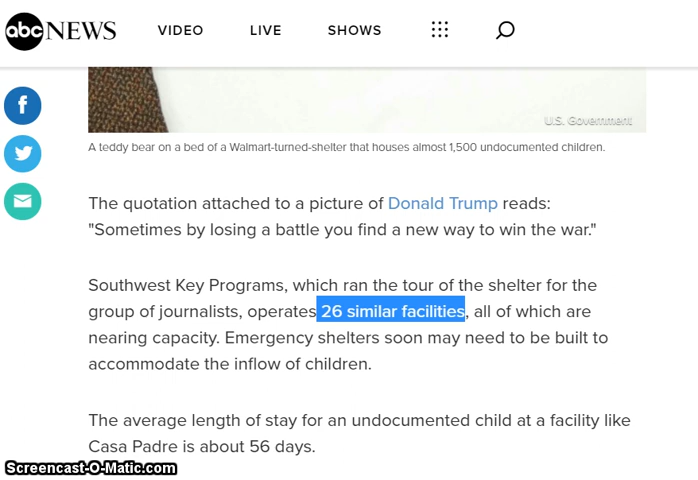 abc NEWS VIDEO LIVE SHOWS
U.S. Government
A teddy bear on a bed of a Walmart-turned-shelter that houses almost 1,500 undocumented children.
The quotation attached to a picture of Donald Trump reads:
"Sometimes by losing a battle you find a new way to win the war."
Southwest Key Programs, which ran the tour of the shelter for the
group of journalists, operates 26 similar facilities, all of which are
nearing capacity. Emergency shelters soon may need to be built to
accommodate the inflow of children.
The average length of stay for an undocumented child at a facility like
Casa Padre is about 56 days.
Screencast-O-Matic.com